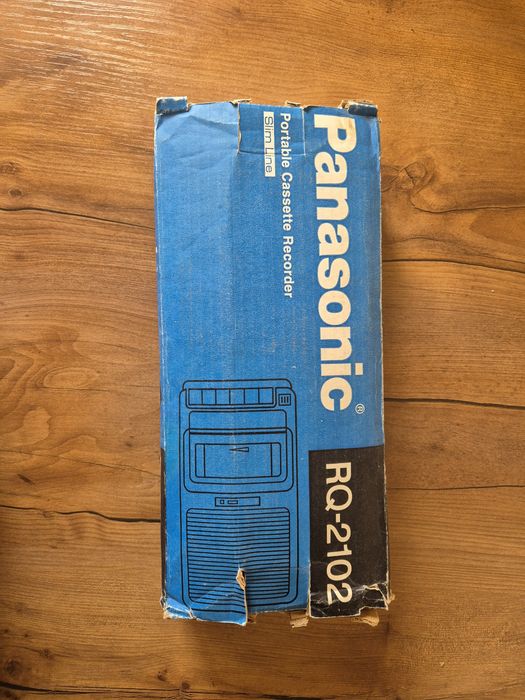 Panasonic®
RQ-2102
Portable Cassette Recorder
Slim Line